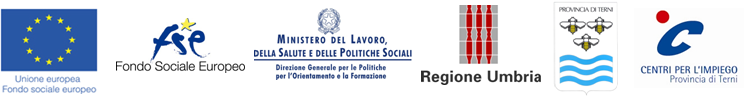 Unione europea
Fondo sociale europeo
fse
Fondo Sociale Europeo
MINISTERO DEL LAVORO,
DELLA SALUTE E DELLE POLITICHE SOCIALI
Direzione Generale per le Politiche
per l'Orientamento e la Formazione
Regione Umbria
PROVINCIA DI TERNI
CENTRI PER L'IMPIEGO
Provincia di Terni